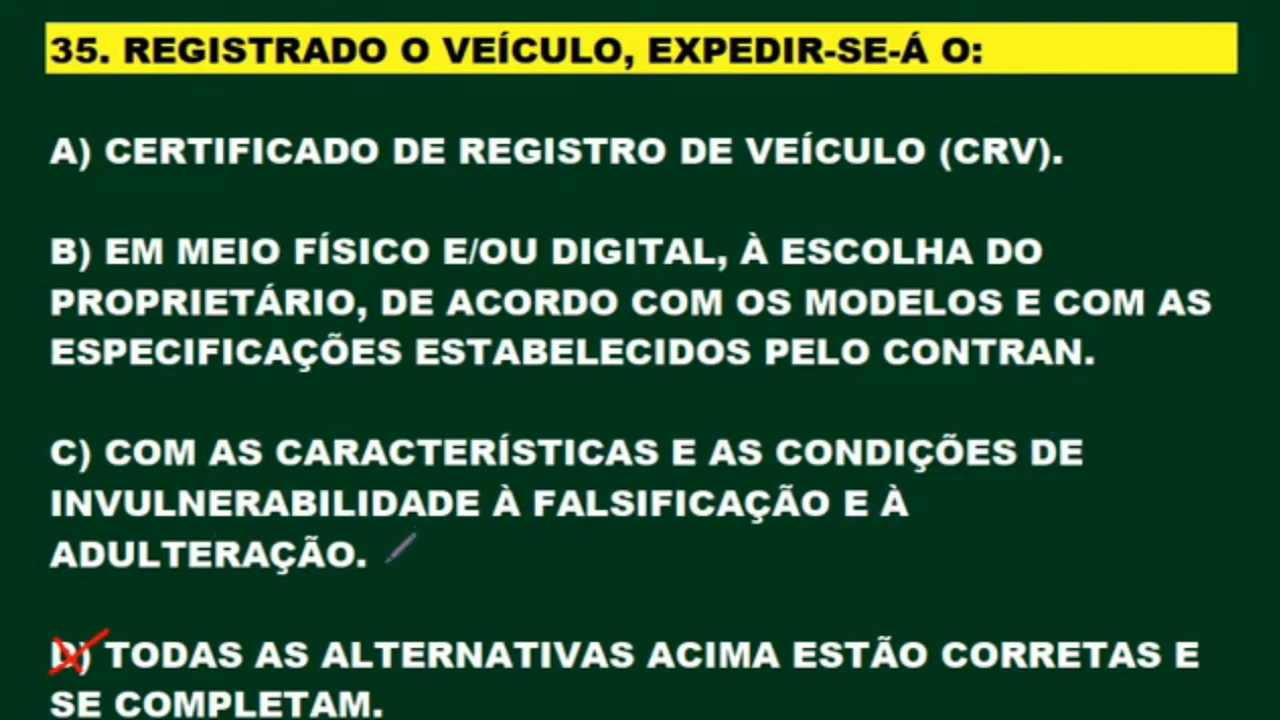 35. REGISTRADO O VEÍCULO, EXPEDIR-SE-Á O:
A) CERTIFICADO DE REGISTRO DE VEÍCULO (CRV).
B) EM MEIO FÍSICO E/OU DIGITAL, À ESCOLHA DO
PROPRIETÁRIO, DE ACORDO COM OS MODELOS E COM AS
ESPECIFICAÇÕES ESTABELECIDOS PELO CONTRAN.
C) COM AS CARACTERÍSTICAS E AS CONDIÇÕES DE
INVULNERABILIDADE À FALSIFICAÇÃO E À
ADULTERAÇÃO.
D) TODAS AS ALTERNATIVAS ACIMA ESTÃO CORRETAS E
SE COMPLETAM.